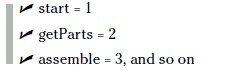 ✓ start = 1
✓ getParts = 2
✓ assemble = 3, and so on